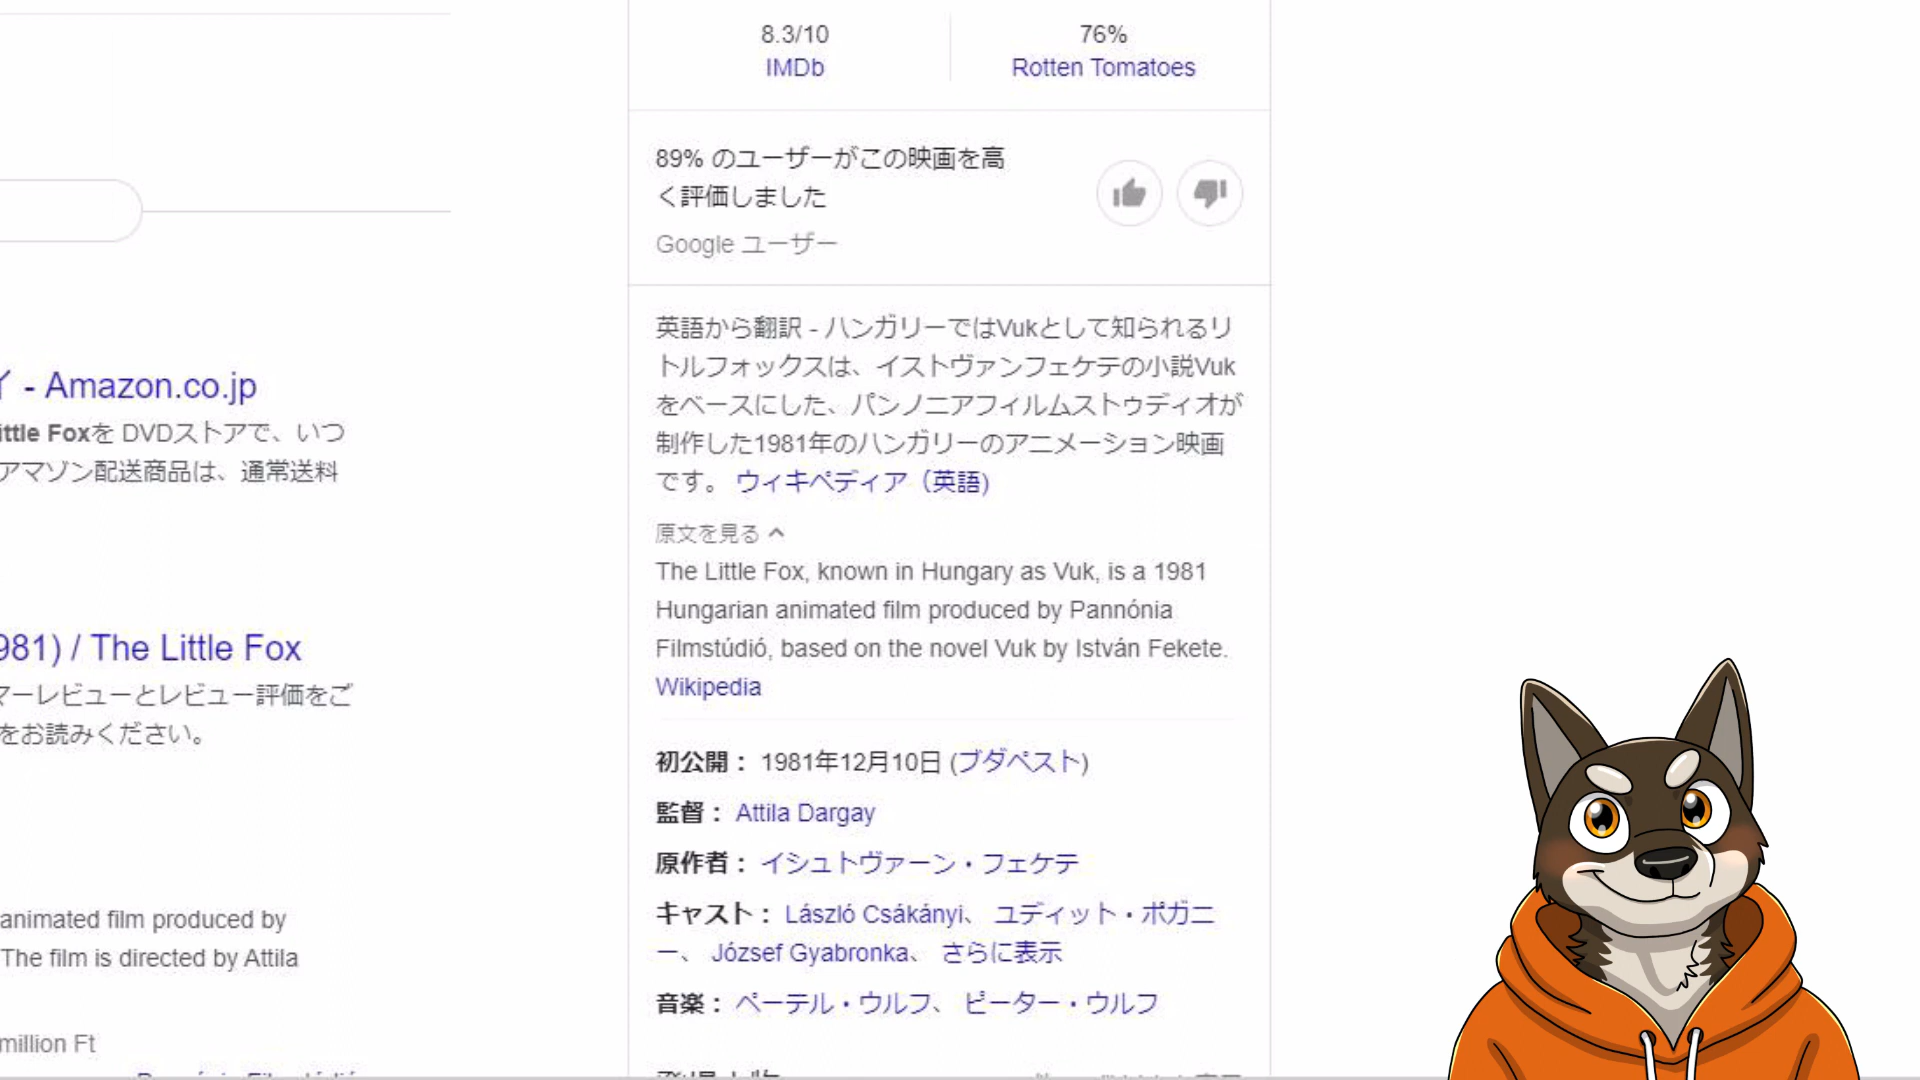 イ - Amazon.co.jp
ittle Foxを DVDストアで、いつ
アマゾン配送商品は、通常送料
981) / The Little Fox
マーレビューとレビュー評価をご
をお読みください。
animated film produced by
The film is directed by Attila
million Ft
8.3/10
IMDb
76%
Rotten Tomatoes
89% のユーザーがこの映画を高
く評価しました
Google ユーザー
英語から翻訳 - ハンガリーではVukとして知られるリ
トルフォックスは、イストヴァンフェケテの小説Vuk
をベースにした、パンノニアフィルムストゥディオが
制作した1981年のハンガリーのアニメーション映画
です。 ウィキペディア（英語)
原文を見る
The Little Fox, known in Hungary as Vuk, is a 1981
Hungarian animated film produced by Pannónia
Filmstúdió, based on the novel Vuk by István Fekete.
Wikipedia
初公開： 1981年12月10日 (ブダペスト)
監督： Attila Dargay
原作者： イシュトヴァーン・フェケテ
キャスト： László Csákányi、 ユディット・ポガニ
ー、 József Gyabronka、 さらに表示
音楽： ペーテル・ウルフ、 ピーター・ウルフ